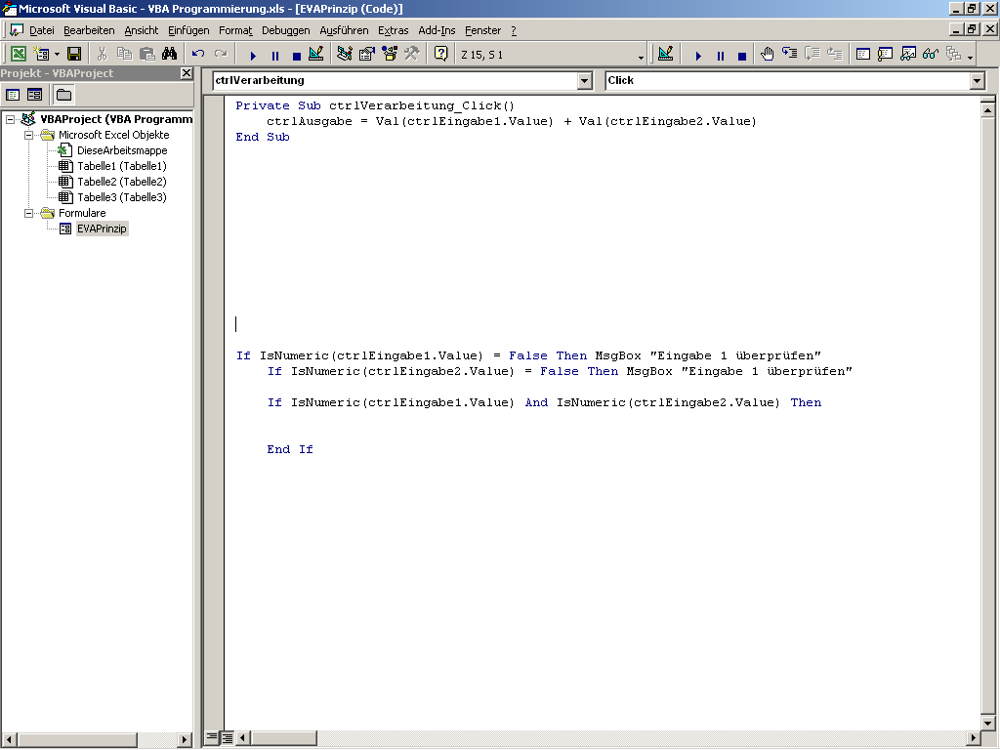 Microsoft Visual Basic - VBA Programmierung.xls - [EVAPrinzip (Code)]
Datei Bearbeiten Ansicht Einfügen Format Debuggen Ausführen Extras Add-Ins Fenster ?
Z 15, S 1
Projekt - VBAProject
ctrlVerarbeitung
Click
VBAProject (VBA Programm
Microsoft Excel Objekte
DieseArbeitsmappe
Tabelle1 (Tabelle1)
Tabelle2 (Tabelle2)
Tabelle3 (Tabelle3)
Formulare
EVAPrinzip
Private Sub ctrlVerarbeitung_Click()
ctrlAusgabe = Val(ctrlEingabe1.Value) + Val(ctrlEingabe2.Value)
End Sub
If IsNumeric(ctrlEingabe1.Value) = False Then MsgBox "Eingabe 1 überprüfen"
If IsNumeric(ctrlEingabe2.Value) = False Then MsgBox "Eingabe 1 überprüfen"
If IsNumeric(ctrlEingabe1.Value) And IsNumeric(ctrlEingabe2.Value) Then
End If